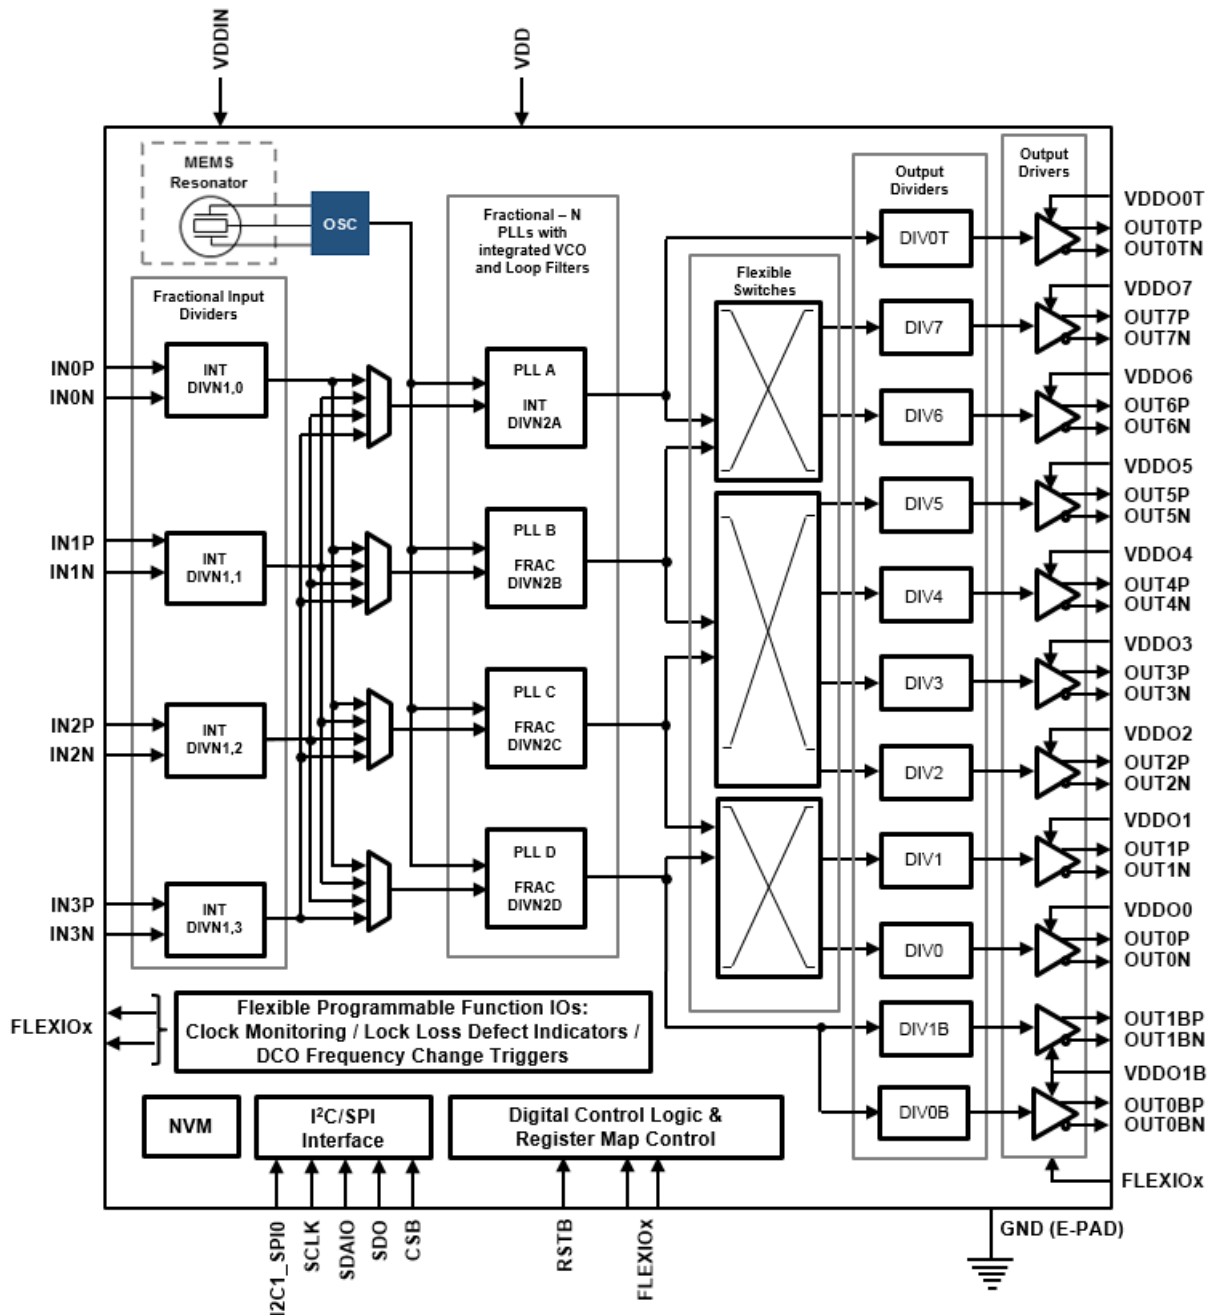 VDDIN
VDD
MEMS
Resonator
OSC
Fractional – N
PLLs with
integrated VCO
and Loop Filters
Output
Dividers
Output
Drivers
Fractional Input
Dividers
Flexible
Switches
IN0P
IN0N
INT
DIVN1,0
IN1P
IN1N
INT
DIVN1,1
IN2P
IN2N
INT
DIVN1,2
IN3P
IN3N
INT
DIVN1,3
PLL A
INT
DIVN2A
PLL B
FRAC
DIVN2B
PLL C
FRAC
DIVN2C
PLL D
FRAC
DIVN2D
DIV0T
DIV7
DIV6
DIV5
DIV4
DIV3
DIV2
DIV1
DIV0
DIV1B
DIV0B
VDDO0T
OUT0TP
OUT0TN
VDDO7
OUT7P
OUT7N
VDDO6
OUT6P
OUT6N
VDDO5
OUT5P
OUT5N
VDDO4
OUT4P
OUT4N
VDDO3
OUT3P
OUT3N
VDDO2
OUT2P
OUT2N
VDDO1
OUT1P
OUT1N
VDDO0
OUT0P
OUT0N
OUT1BP
OUT1BN
VDDO1B
OUT0BP
OUT0BN
FLEXIOx
FLEXIOx
Flexible Programmable Function IOs:
Clock Monitoring / Lock Loss Defect Indicators /
DCO Frequency Change Triggers
NVM
I²C/SPI
Interface
Digital Control Logic &
Register Map Control
I2C1_SPI0
SCLK
SDAIO
SDO
CSB
RSTB
FLEXIOx
GND (E-PAD)